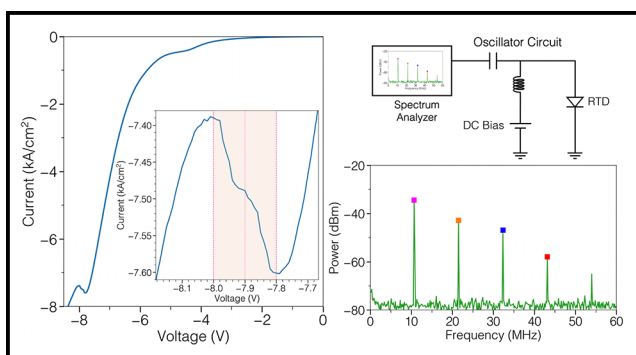 0
−2
−4
−6
−8
Current (kA/cm²)
−8
−6
−4
−2
0
Voltage (V)
−7.40
−7.45
−7.50
−7.55
−7.60
Current (kA/cm²)
−8.1
−8.0
−7.9
−7.8
−7.7
Voltage (V)
Oscillator Circuit
Spectrum
Analyzer
DC Bias
RTD
Frequency (MHz)
−20
−40
−60
−80
Power (dBm)
0
10
20
30
40
50
60
Frequency (MHz)